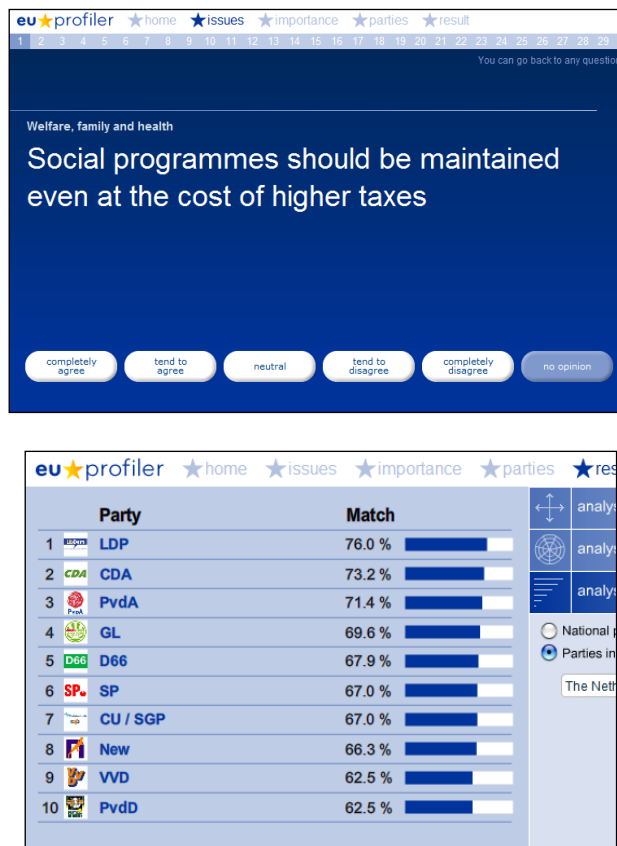 eu profiler home issues importance parties result
1 2 3 4 5 6 7 8 9 10 11 12 13 14 15 16 17 18 19 20 21 22 23 24 25 26 27 28 29
You can go back to any question
Welfare, family and health
Social programmes should be maintained
even at the cost of higher taxes
completely agree tend to agree neutral tend to disagree completely disagree no opinion
eu profiler home issues importance parties res
Party Match
1 LDP 76.0 %
2 CDA CDA 73.2 %
3 PvdA PvdA 71.4 %
4 GL 69.6 %
5 D66 D66 67.9 %
6 SP. SP 67.0 %
7 CU / SGP 67.0 %
8 New 66.3 %
9 VVD 62.5 %
10 PvdD 62.5 %
analys
analys
analys
National p
Parties in
The Neth